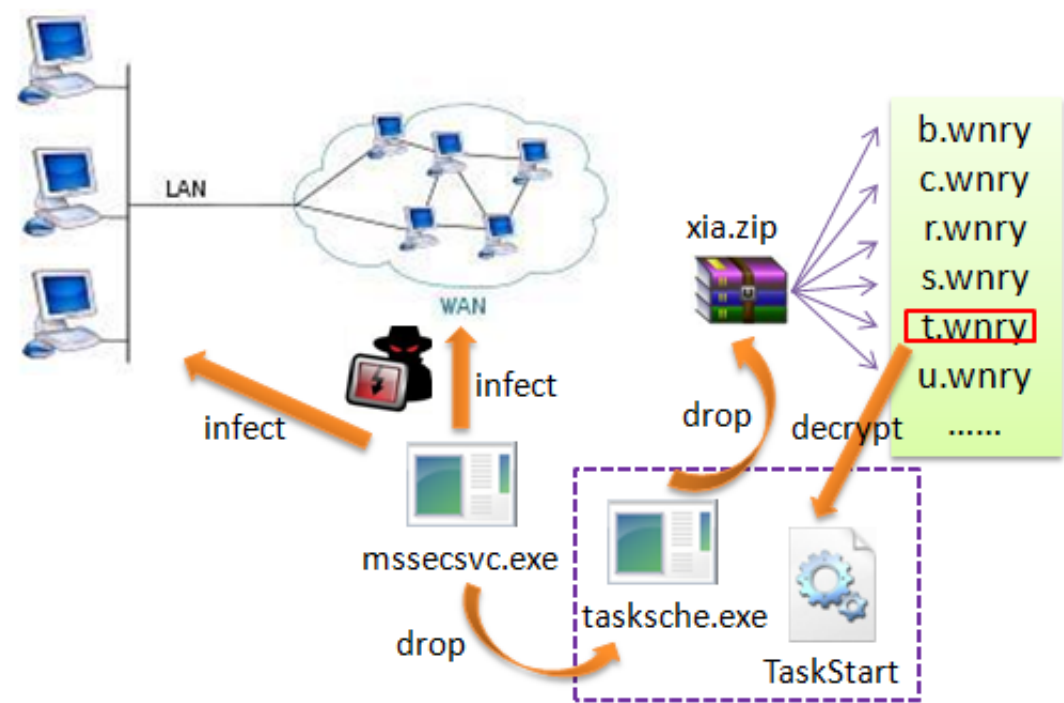 LAN
WAN
infect
infect
mssecsvc.exe
drop
tasksche.exe
drop
xia.zip
b.wnry
c.wnry
r.wnry
s.wnry
t.wnry
u.wnry
......
decrypt
TaskStart